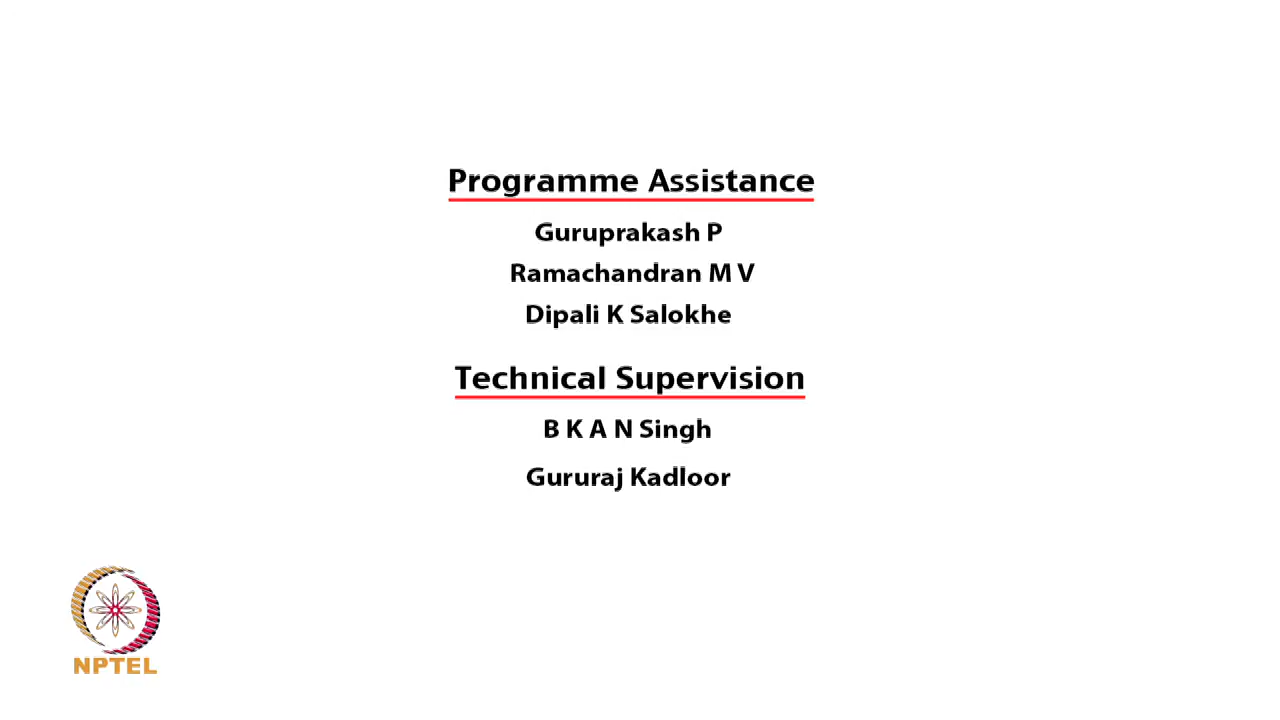 Programme Assistance
Guruprakash P
Ramachandran M V
Dipali K Salokhe
Technical Supervision
B K A N Singh
Gururaj Kadloor
NPTEL